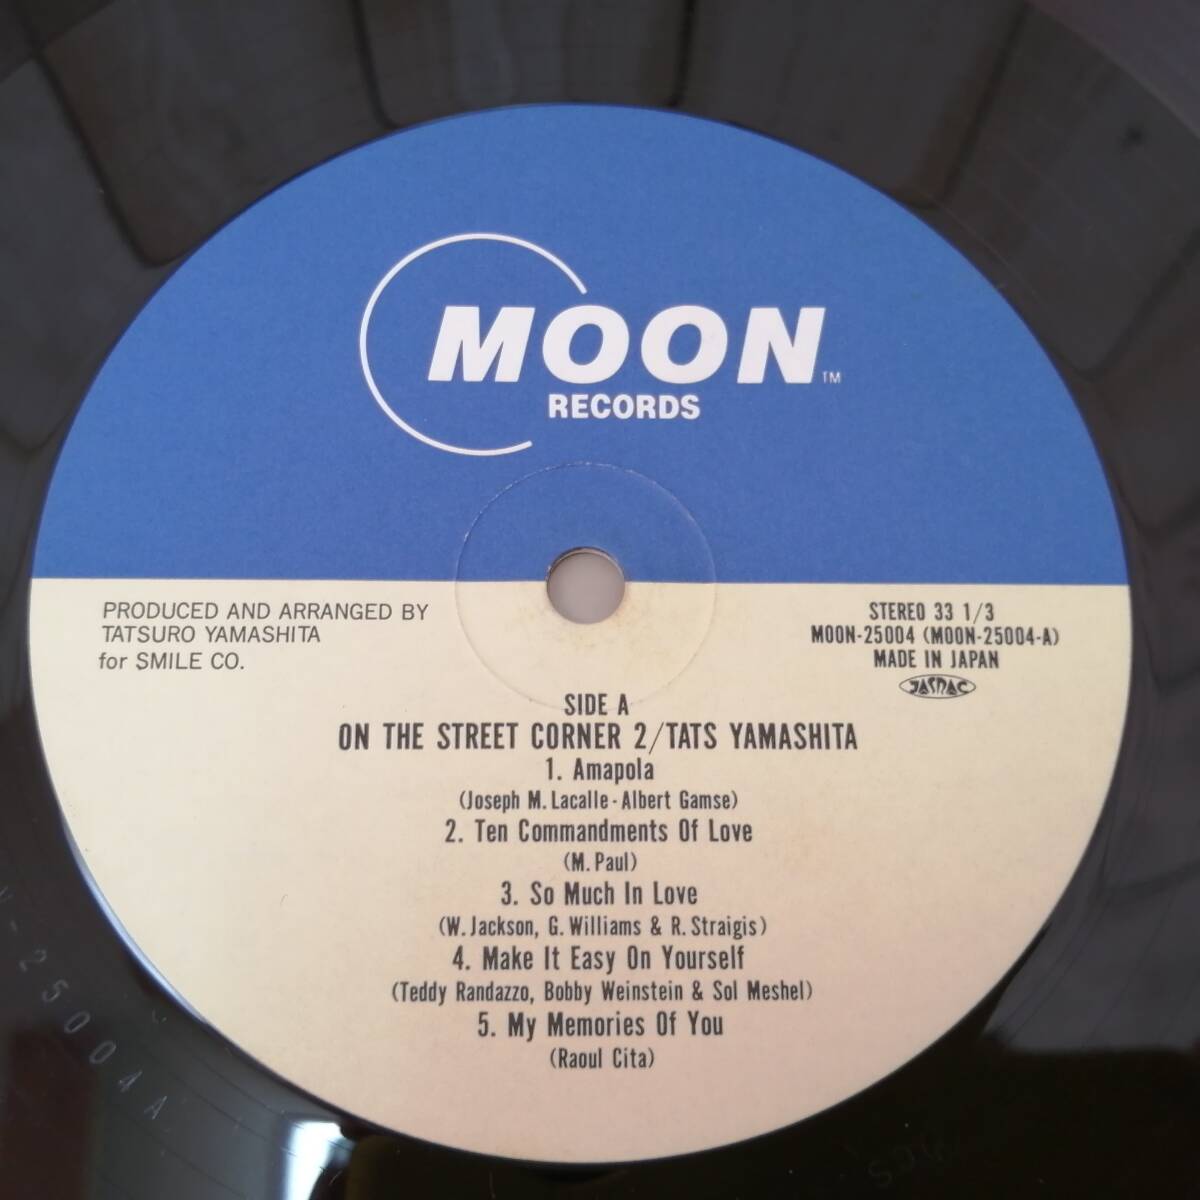 MOON™
RECORDS
PRODUCED AND ARRANGED BY
TATSURO YAMASHITA
for SMILE CO.
STEREO 33 1/3
MOON-25004 (MOON-25004-A)
MADE IN JAPAN
JASRAC
SIDE A
ON THE STREET CORNER 2/TATS YAMASHITA
1. Amapola
(Joseph M. Lacalle-Albert Gamse)
2. Ten Commandments Of Love
(M. Paul)
3. So Much In Love
(W. Jackson, G. Williams & R. Straigis)
4. Make It Easy On Yourself
(Teddy Randazzo, Bobby Weinstein & Sol Meshel)
5. My Memories Of You
(Raoul Cita)
-25004A